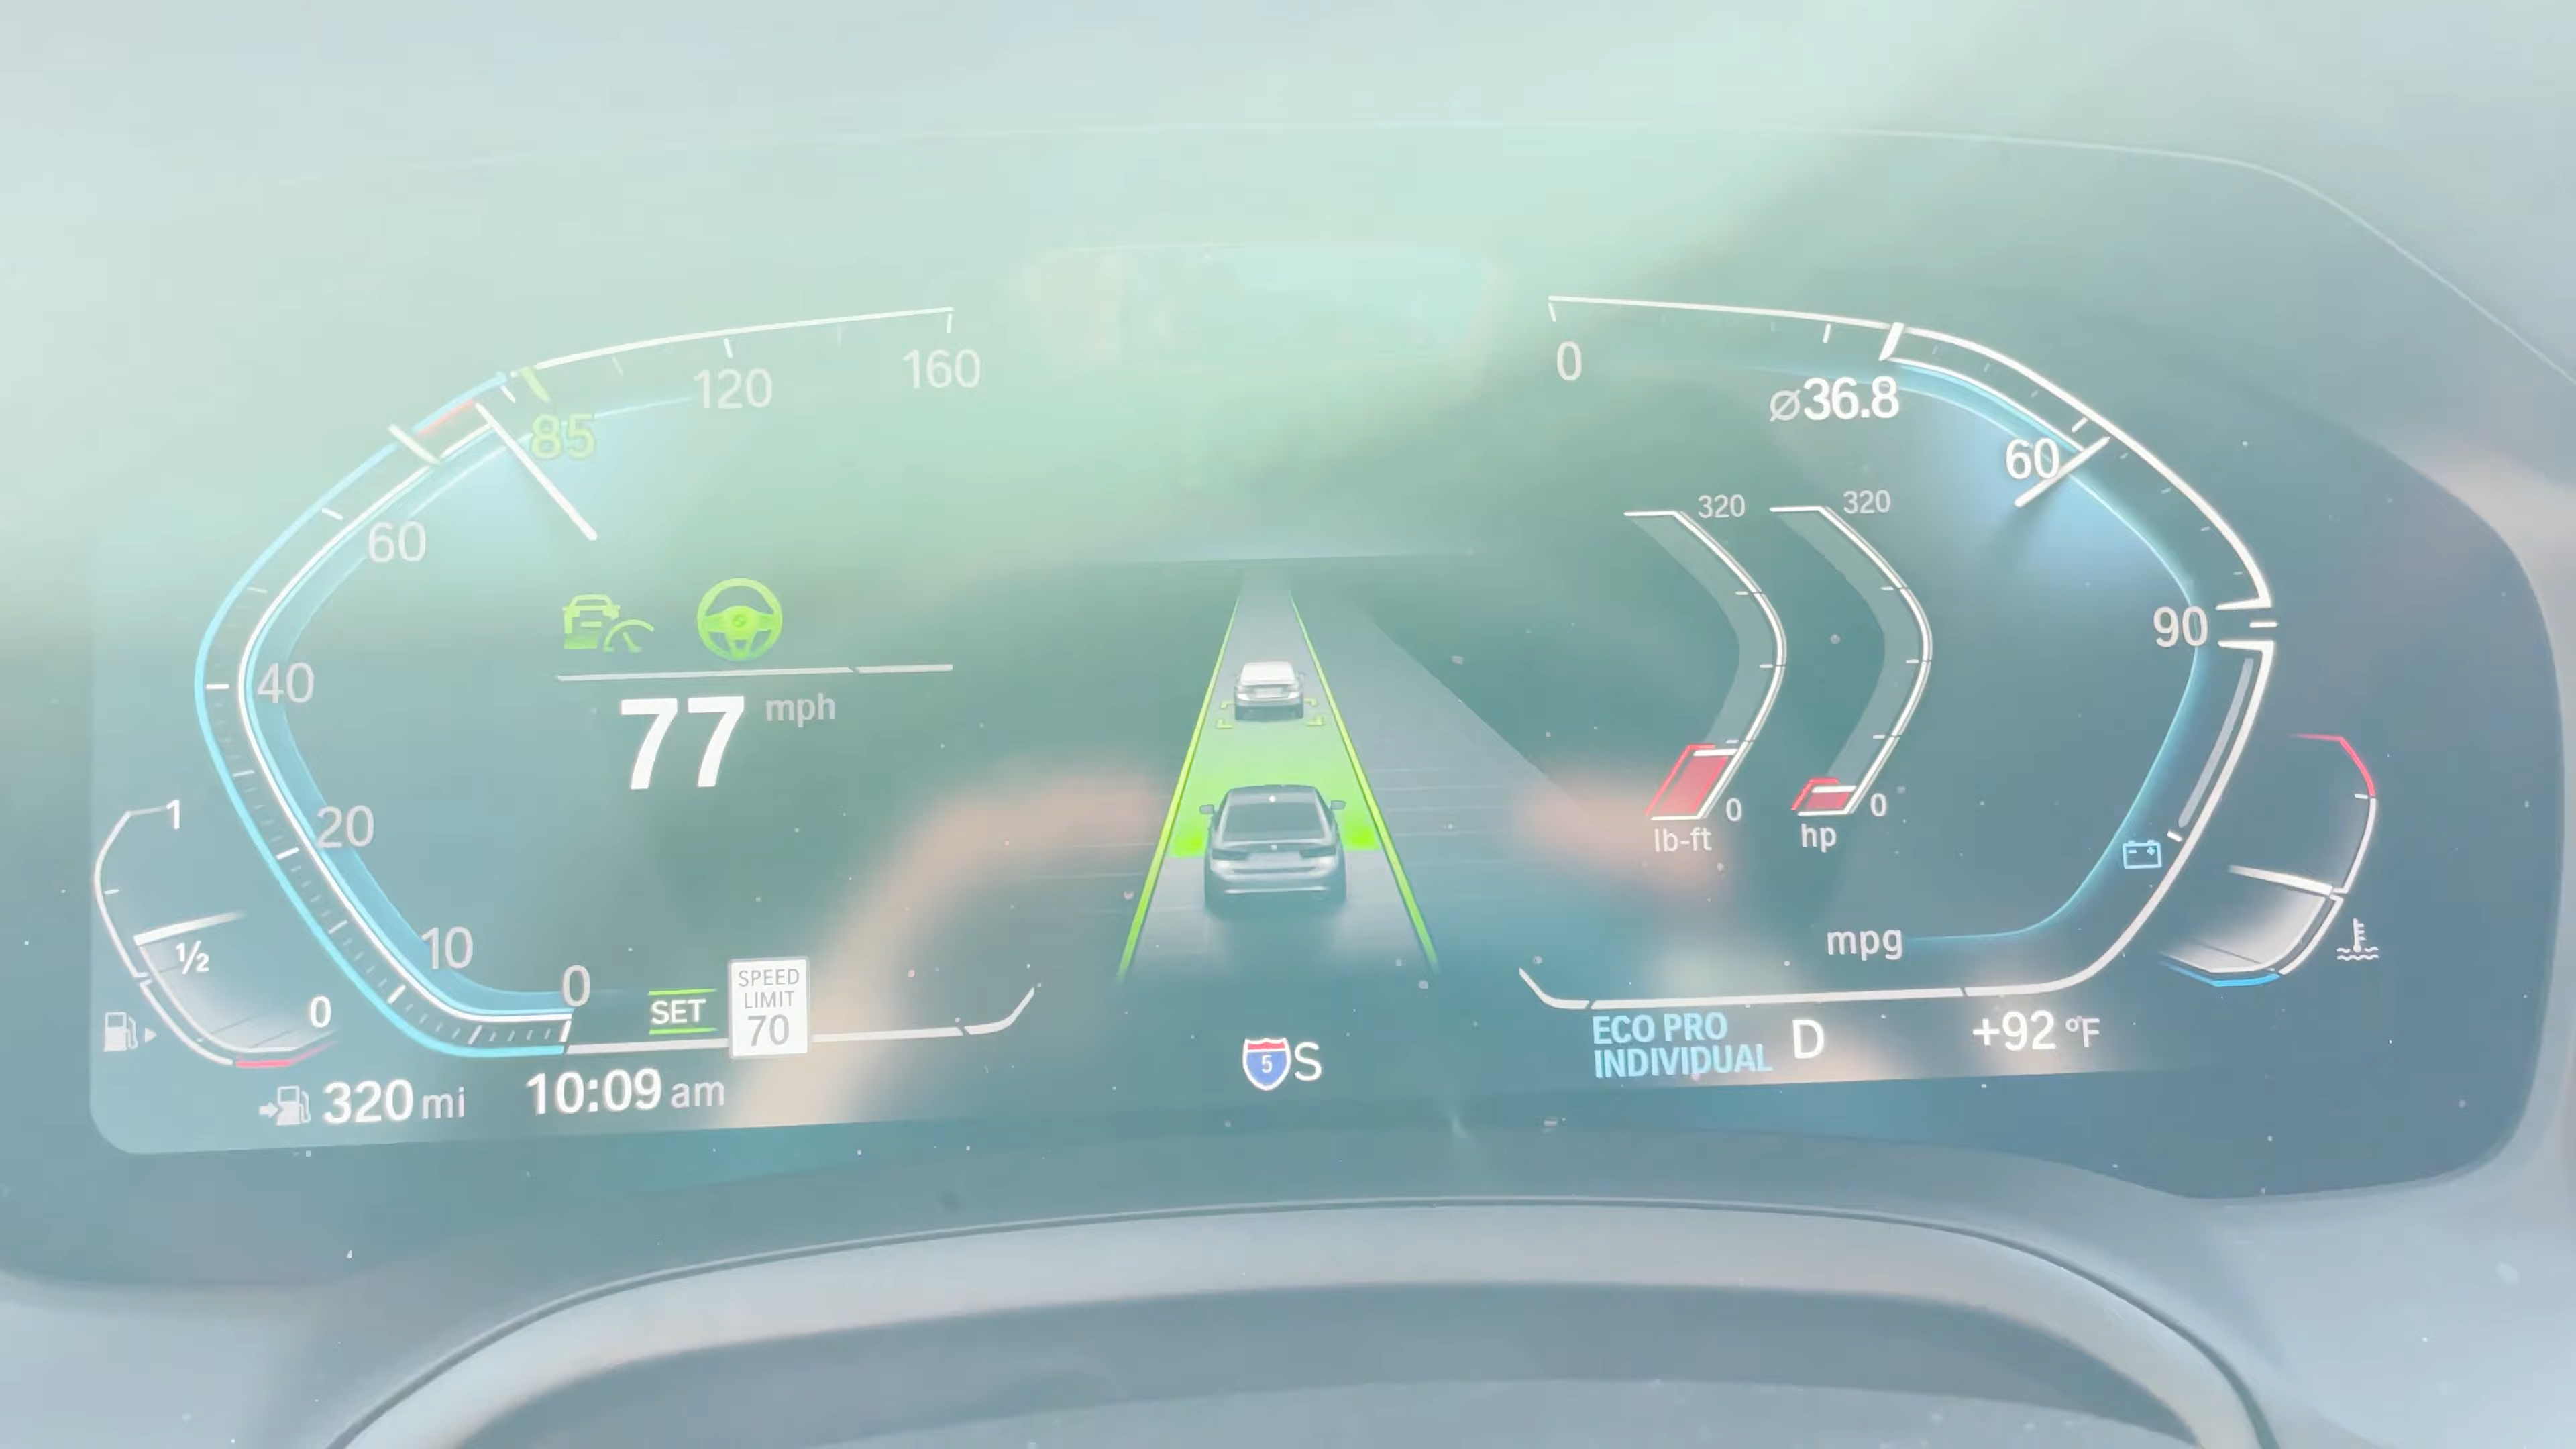 160
120
85
60
40
20
10
0
77 mph
1
½
0
SET
SPEED
LIMIT
70
320 mi
10:09 am
5 S
0
⌀36.8
60
90
320
320
0
0
lb-ft
hp
mpg
ECO PRO
INDIVIDUAL
D
+92 °F